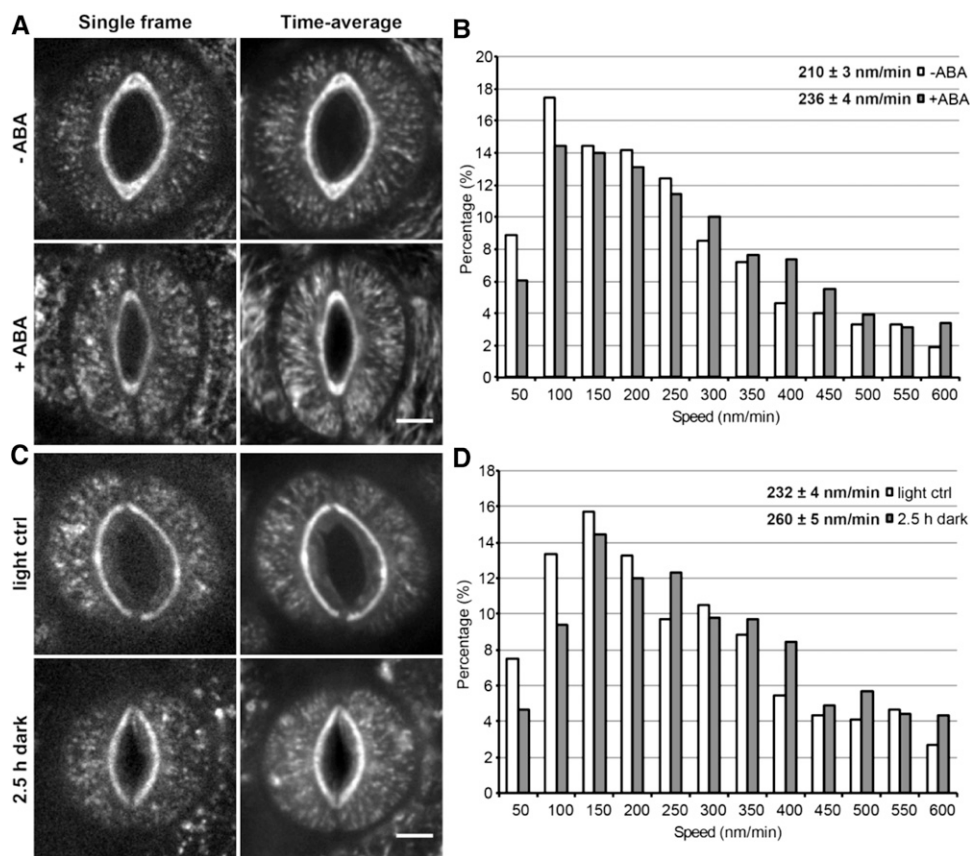 A
Single frame
Time-average
- ABA
+ ABA
B
20
18
16
14
12
10
8
6
4
2
0
Percentage (%)
210 ± 3 nm/min -ABA
236 ± 4 nm/min +ABA
50 100 150 200 250 300 350 400 450 500 550 600
Speed (nm/min)
C
light ctrl
2.5 h dark
D
18
16
14
12
10
8
6
4
2
0
Percentage (%)
232 ± 4 nm/min light ctrl
260 ± 5 nm/min 2.5 h dark
50 100 150 200 250 300 350 400 450 500 550 600
Speed (nm/min)